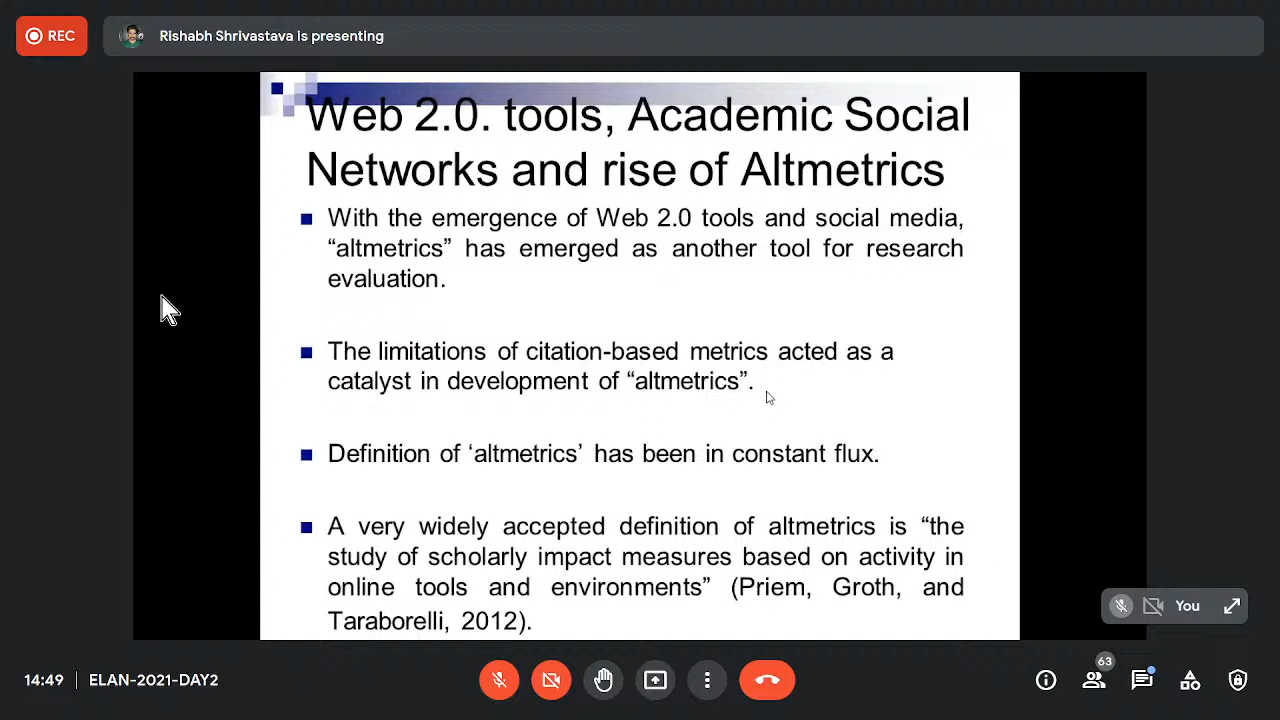 REC
Rishabh Shrivastava is presenting
Web 2.0. tools, Academic Social
Networks and rise of Altmetrics
With the emergence of Web 2.0 tools and social media,
“altmetrics” has emerged as another tool for research
evaluation.
The limitations of citation-based metrics acted as a
catalyst in development of “altmetrics”.
Definition of ‘altmetrics’ has been in constant flux.
A very widely accepted definition of altmetrics is “the
study of scholarly impact measures based on activity in
online tools and environments” (Priem, Groth, and
Taraborelli, 2012).
You
63
14:49 | ELAN-2021-DAY2